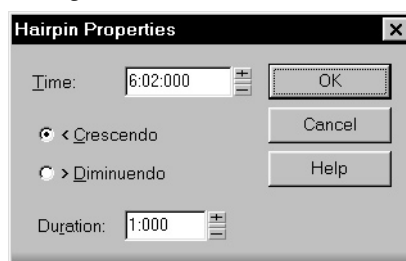 Hairpin Properties
Time: 6:02:000 OK
< Crescendo Cancel
> Diminuendo Help
Duration: 1:000